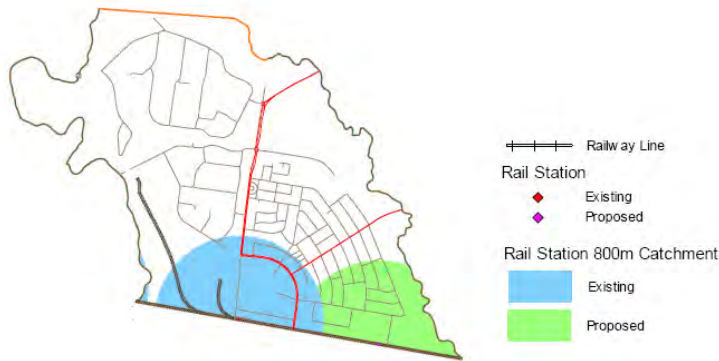 Railway Line
Rail Station
Existing
Proposed
Rail Station 800m Catchment
Existing
Proposed